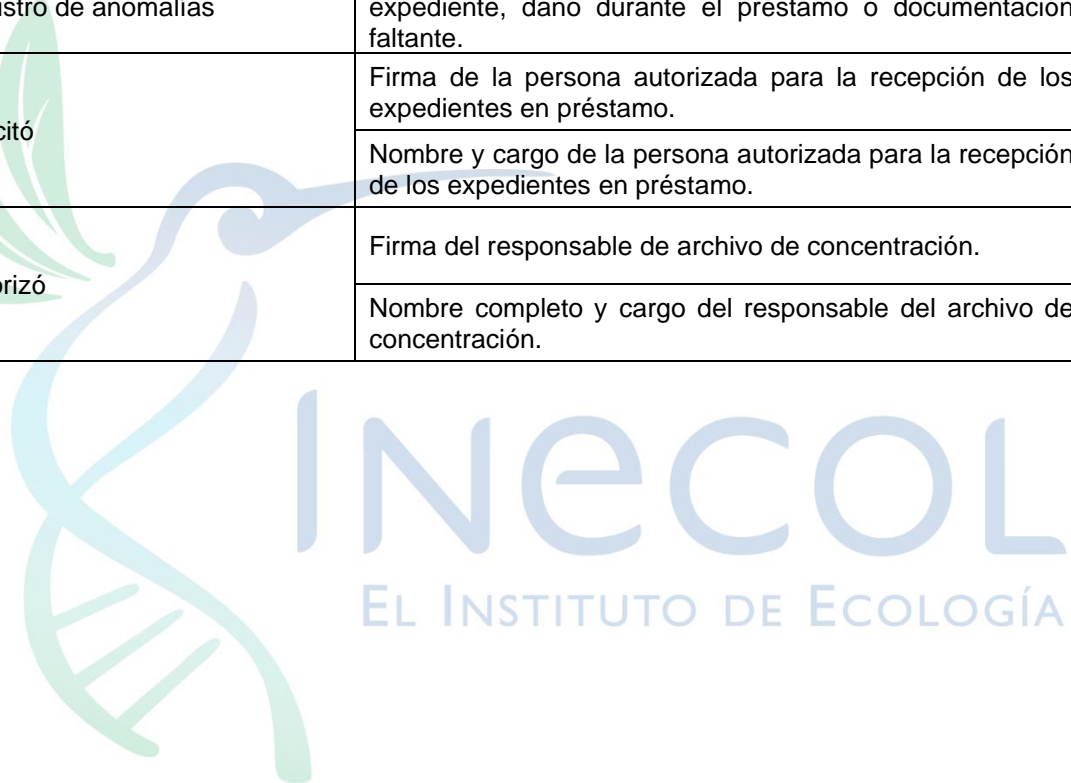 istro de anomalías
expediente, daño durante el préstamo o documentación
faltante.
citó
Firma de la persona autorizada para la recepción de los
expedientes en préstamo.
Nombre y cargo de la persona autorizada para la recepción
de los expedientes en préstamo.
orizó
Firma del responsable de archivo de concentración.
Nombre completo y cargo del responsable del archivo de
concentración.
INECOL
EL INSTITUTO DE ECOLOGÍA